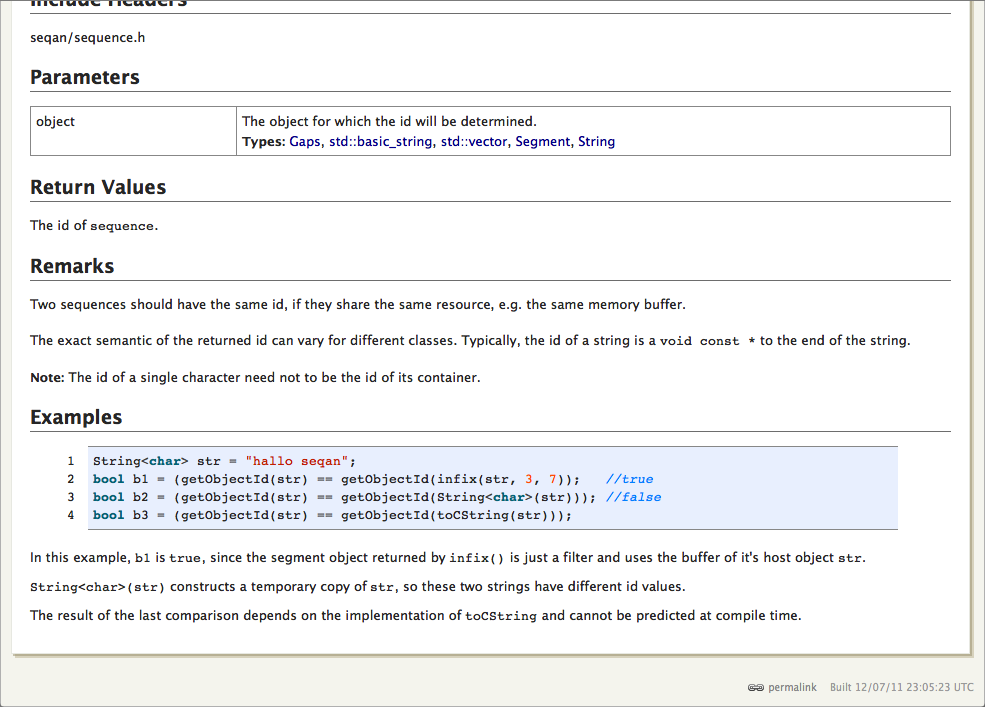 Include Headers
seqan/sequence.h
Parameters
object
The object for which the id will be determined.
Types: Gaps, std::basic_string, std::vector, Segment, String
Return Values
The id of sequence.
Remarks
Two sequences should have the same id, if they share the same resource, e.g. the same memory buffer.
The exact semantic of the returned id can vary for different classes. Typically, the id of a string is a void const * to the end of the string.
Note: The id of a single character need not to be the id of its container.
Examples
1 String<char> str = "hallo seqan";
2 bool b1 = (getObjectId(str) == getObjectId(infix(str, 3, 7)); //true
3 bool b2 = (getObjectId(str) == getObjectId(String<char>(str))); //false
4 bool b3 = (getObjectId(str) == getObjectId(toCString(str)));
In this example, b1 is true, since the segment object returned by infix() is just a filter and uses the buffer of it's host object str.
String<char>(str) constructs a temporary copy of str, so these two strings have different id values.
The result of the last comparison depends on the implementation of toCString and cannot be predicted at compile time.
permalink Built 12/07/11 23:05:23 UTC